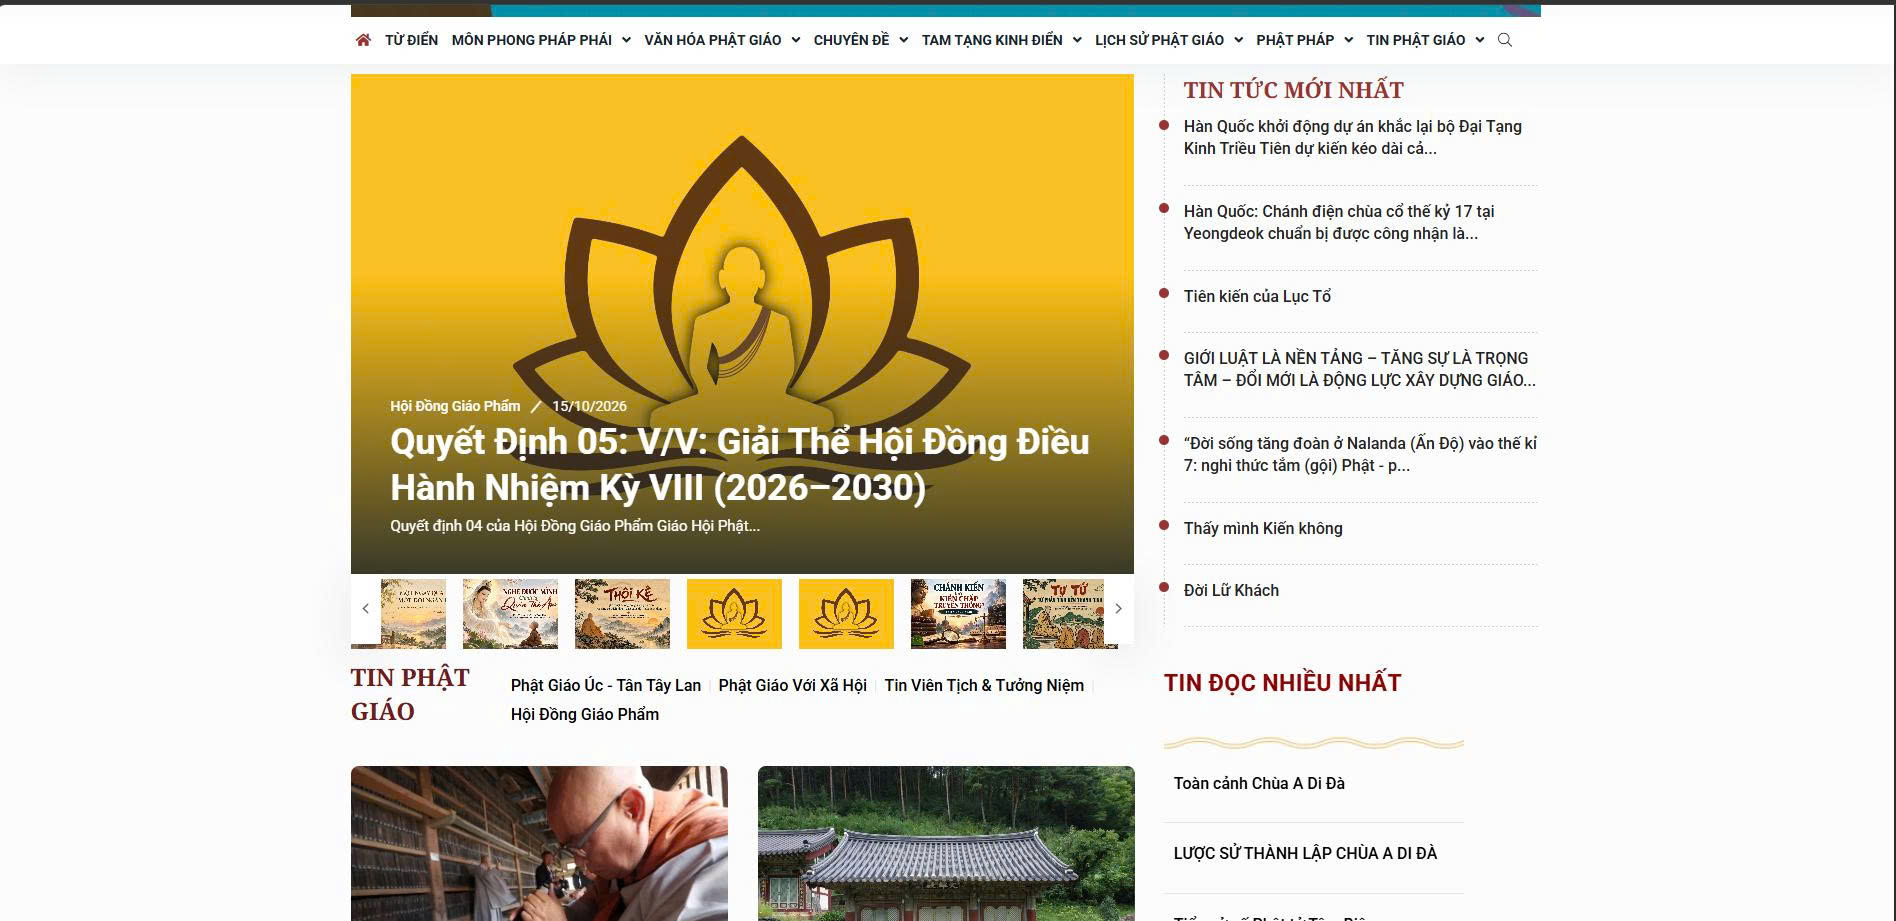 TỪ ĐIỂN MÔN PHONG PHÁP PHÁI VĂN HÓA PHẬT GIÁO CHUYÊN ĐỀ TAM TẠNG KINH ĐIỂN LỊCH SỬ PHẬT GIÁO PHẬT PHÁP TIN PHẬT GIÁO
Hội Đồng Giáo Phẩm / 15/10/2026
Quyết Định 05: V/V: Giải Thể Hội Đồng Điều
Hành Nhiệm Kỳ VIII (2026–2030)
Quyết định 04 của Hội Đồng Giáo Phẩm Giáo Hội Phật...
NGHE ĐƯỢC MÌNH
THÔI KỆ
CHÁNH KIẾN
KIẾN CHẤP
TRUYỀN THỐNG
TỰ TỨ
TIN PHẬT
GIÁO
Phật Giáo Úc - Tân Tây Lan Phật Giáo Với Xã Hội Tin Viên Tịch & Tưởng Niệm
Hội Đồng Giáo Phẩm
TIN TỨC MỚI NHẤT
Hàn Quốc khởi động dự án khắc lại bộ Đại Tạng
Kinh Triều Tiên dự kiến kéo dài cả...
Hàn Quốc: Chánh điện chùa cổ thế kỷ 17 tại
Yeongdeok chuẩn bị được công nhận là...
Tiên kiến của Lục Tổ
GIỚI LUẬT LÀ NỀN TẢNG – TĂNG SỰ LÀ TRỌNG
TÂM – ĐỔI MỚI LÀ ĐỘNG LỰC XÂY DỰNG GIÁO...
“Đời sống tăng đoàn ở Nalanda (Ấn Độ) vào thế kỉ
7: nghi thức tắm (gội) Phật - p...
Thấy mình Kiến không
Đời Lữ Khách
TIN ĐỌC NHIỀU NHẤT
Toàn cảnh Chùa A Di Đà
LƯỢC SỬ THÀNH LẬP CHÙA A DI ĐÀ